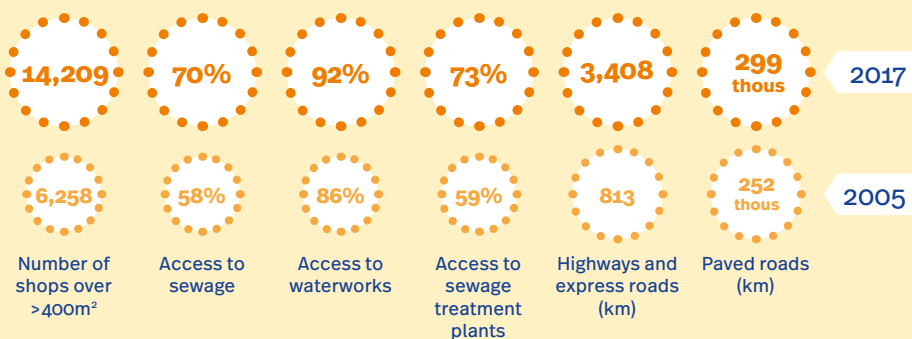 14,209
70%
92%
73%
3,408
299
thous
2017
6,258
58%
86%
59%
813
252
thous
2005
Number of
shops over
>400m²
Access to
sewage
Access to
waterworks
Access to
sewage
treatment
plants
Highways and
express roads
(km)
Paved roads
(km)